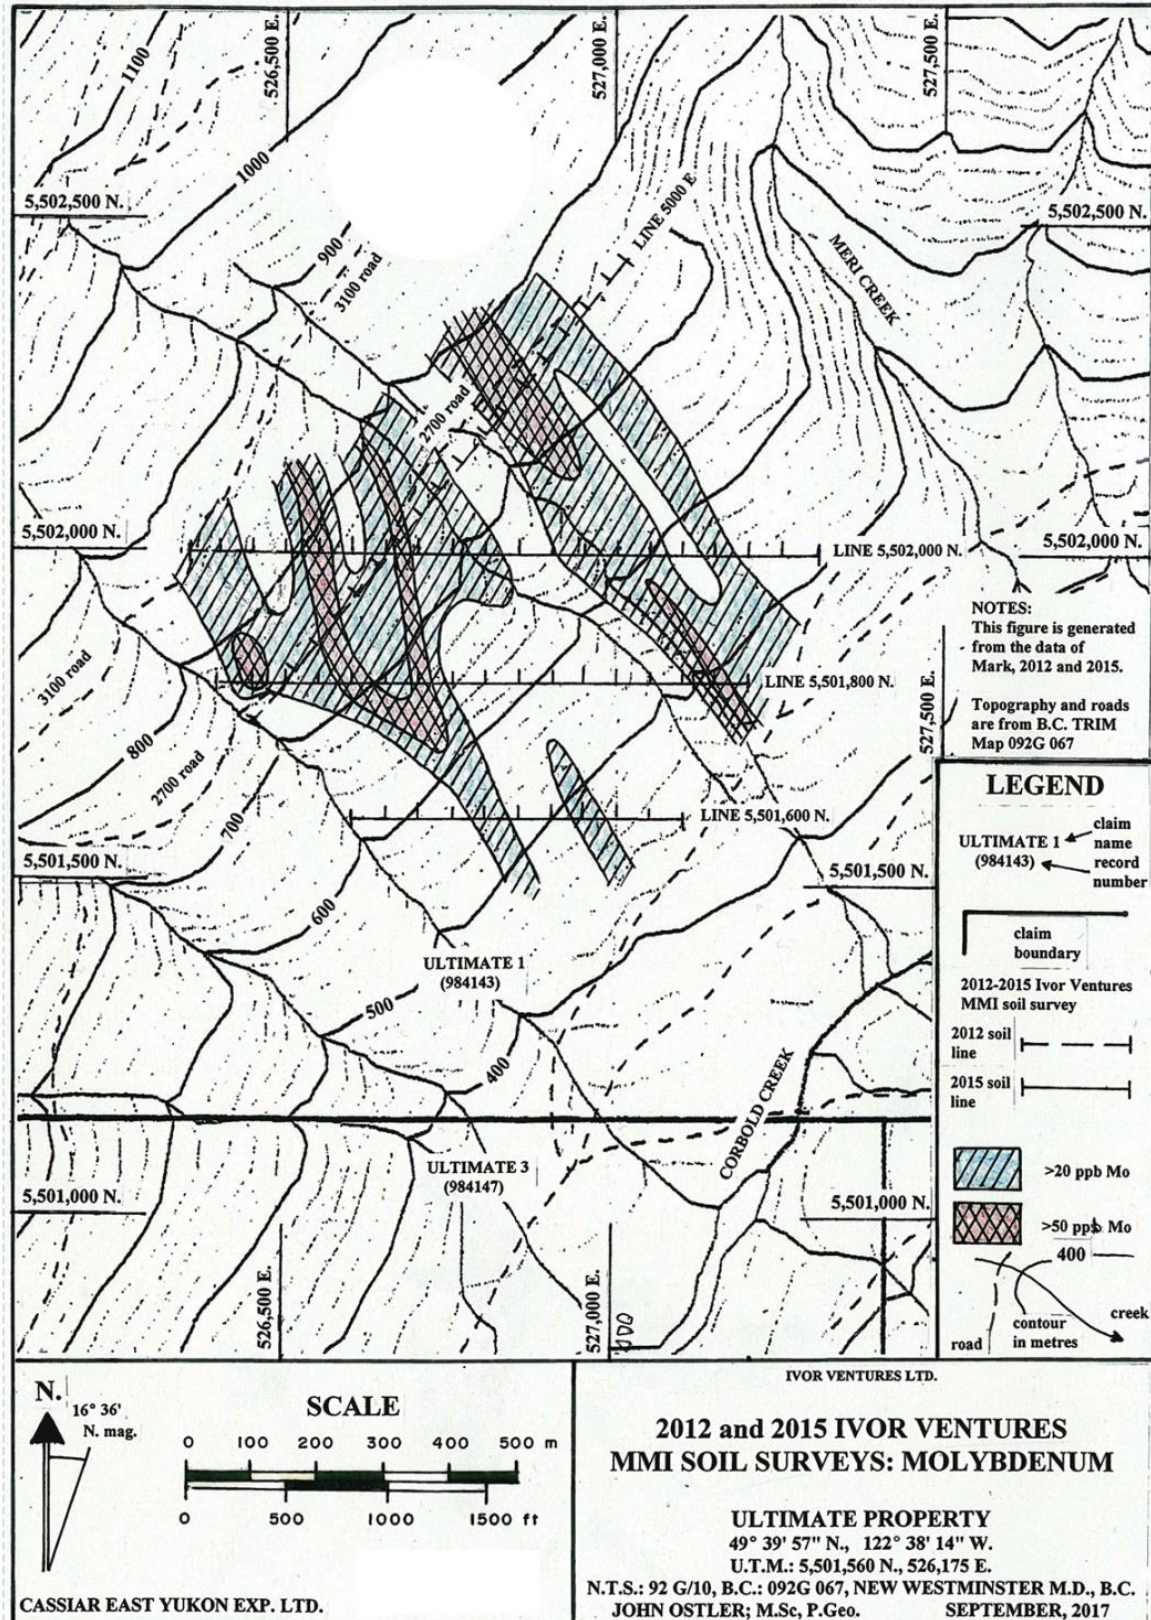 1100
526,500 E.
527,000 E.
527,500 E.
1000
5,502,500 N.
5,502,500 N.
LINE 5000 E
900
3100 road
MERI CREEK
2700 road
5,502,000 N.
LINE 5,502,000 N.
5,502,000 N.
NOTES:
This figure is generated
from the data of
Mark, 2012 and 2015.
Topography and roads
are from B.C. TRIM
Map 092G 067
3100 road
LINE 5,501,800 N.
527,500 E.
800
2700 road
700
LINE 5,501,600 N.
5,501,500 N.
5,501,500 N.
600
ULTIMATE 1
(984143)
500
400
CORBOLD CREEK
ULTIMATE 3
(984147)
5,501,000 N.
5,501,000 N.
526,500 E.
527,000 E.
100
LEGEND
ULTIMATE 1
(984143)
claim
name
record
number
claim
boundary
2012-2015 Ivor Ventures
MMI soil survey
2012 soil
line
2015 soil
line
>20 ppb Mo
>50 ppb Mo
400
creek
contour
in metres
road
N.
16° 36'
N. mag.
SCALE
0 100 200 300 400 500 m
0 500 1000 1500 ft
CASSIAR EAST YUKON EXP. LTD.
IVOR VENTURES LTD.
2012 and 2015 IVOR VENTURES
MMI SOIL SURVEYS: MOLYBDENUM
ULTIMATE PROPERTY
49° 39' 57" N., 122° 38' 14" W.
U.T.M.: 5,501,560 N., 526,175 E.
N.T.S.: 92 G/10, B.C.: 092G 067, NEW WESTMINSTER M.D., B.C.
JOHN OSTLER; M.Sc, P.Geo. SEPTEMBER, 2017